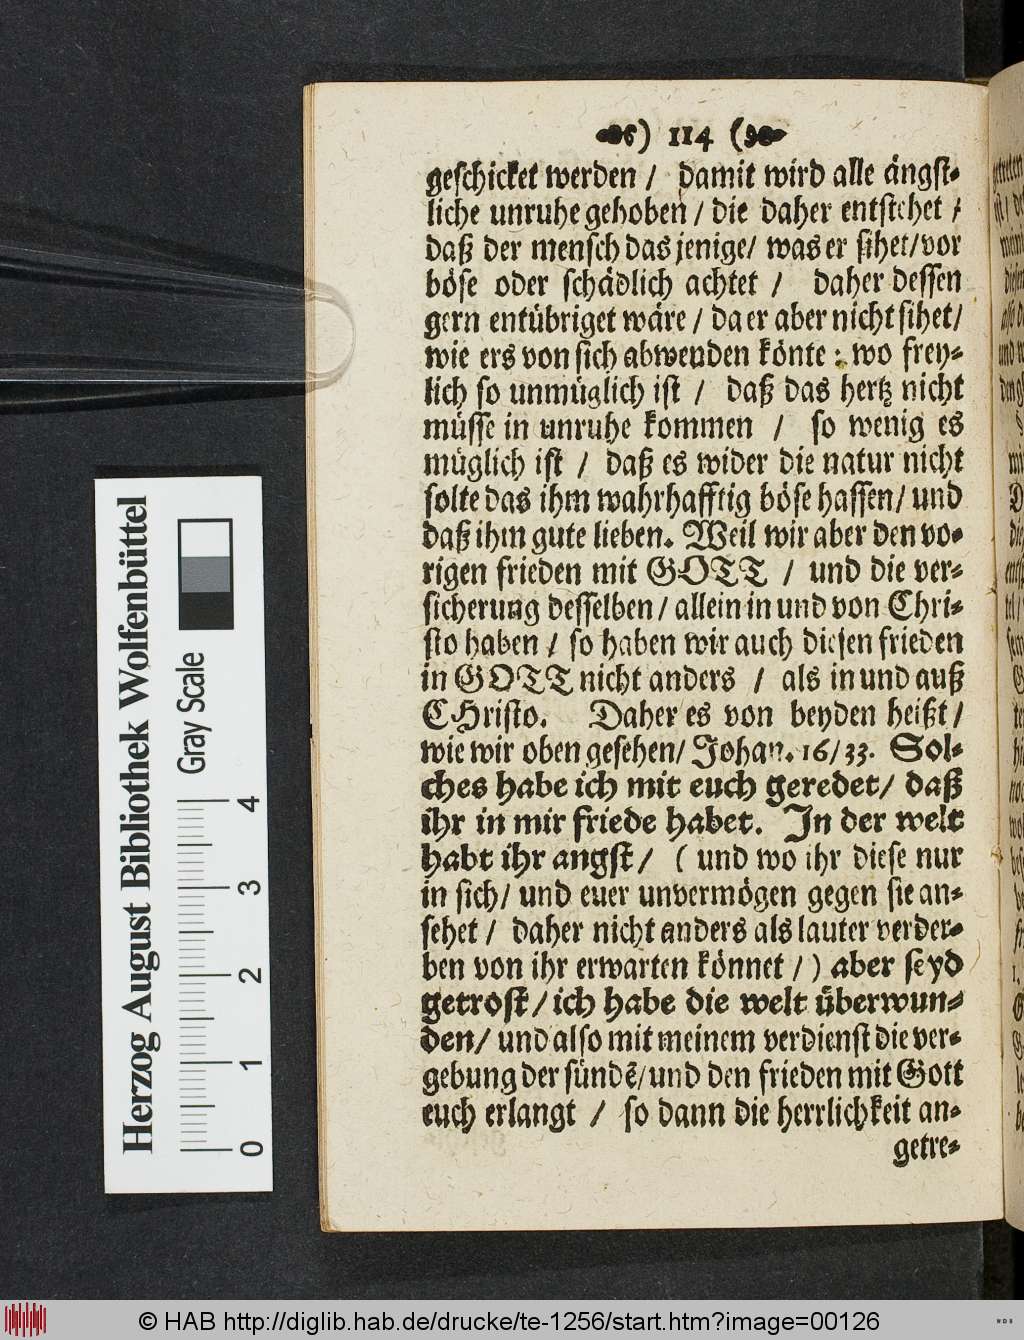 ) 114 (
geschicket werden / damit wird alle ängst-
liche unruhe gehoben / die daher entstehet /
daß der mensch das jenige / was er sihet / vor
böse oder schädlich achtet / daher dessen
gern entübriget wäre / da er aber nicht sihet /
wie ers von sich abwenden könte: wo frey-
lich so unmüglich ist / daß das hertz nicht
müsse in unruhe kommen / so wenig es
müglich ist / daß es wider die natur nicht
solte das ihm wahrhafftig böse hassen / und
daß ihm gute lieben. Weil wir aber den vo-
rigen frieden mit GOTT / und die ver-
sicherung desselben / allein in und von Chri-
sto haben / so haben wir auch diesen frieden
in GOTT nicht anders / als in und auß
CHristo. Daher es von beyden heißt /
wie wir oben gesehen / Johan. 16/33. Sol-
ches habe ich mit euch geredet / daß
ihr in mir friede habet. In der welt
habt ihr angst / ( und wo ihr diese nur
in sich / und euer unvermögen gegen sie an-
sehet / daher nicht anders als lauter verder-
ben von ihr erwarten könnet / ) aber seyd
getrost / ich habe die welt überwun-
den / und also mit meinem verdienst die ver-
gebung der sündē / und den frieden mit Gott
euch erlangt / so dann die herrlichkeit an-
getre-
Herzog August Bibliothek Wolfenbüttel
Gray Scale
0 1 2 3 4
© HAB http://diglib.hab.de/drucke/te-1256/start.htm?image=00126